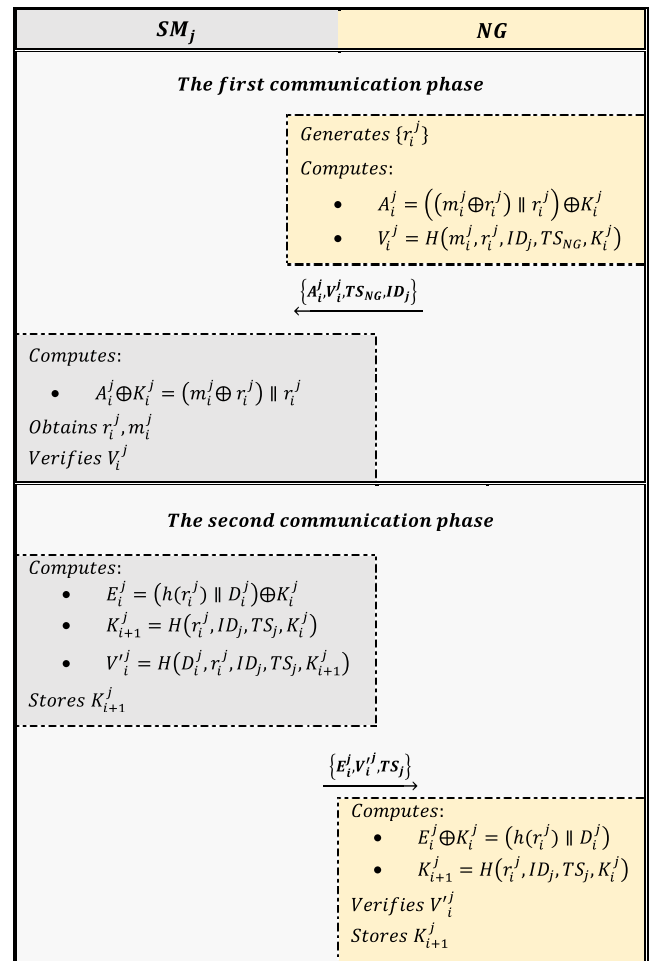 SM_j NG
The first communication phase
Generates {r_i^j}
Computes:
• A_i^j = ((m_i^j⊕r_i^j) ∥ r_i^j) ⊕K_i^j
• V_i^j = H(m_i^j, r_i^j, ID_j, TS_NG, K_i^j)
{A_i^j,V_i^j,TS_NG,ID_j}
Computes:
• A_i^j⊕K_i^j = (m_i^j⊕ r_i^j) ∥ r_i^j
Obtains r_i^j, m_i^j
Verifies V_i^j
The second communication phase
Computes:
• E_i^j = (h(r_i^j) ∥ D_i^j)⊕K_i^j
• K_{i+1}^j = H(r_i^j, ID_j, TS_j, K_i^j)
• V'_i^j = H(D_i^j, r_i^j, ID_j, TS_j, K_{i+1}^j)
Stores K_{i+1}^j
{E_i^j,V'_i^j,TS_j}
Computes:
• E_i^j⊕K_i^j = (h(r_i^j) ∥ D_i^j)
• K_{i+1}^j = H(r_i^j, ID_j, TS_j, K_i^j)
Verifies V'_i^j
Stores K_{i+1}^j